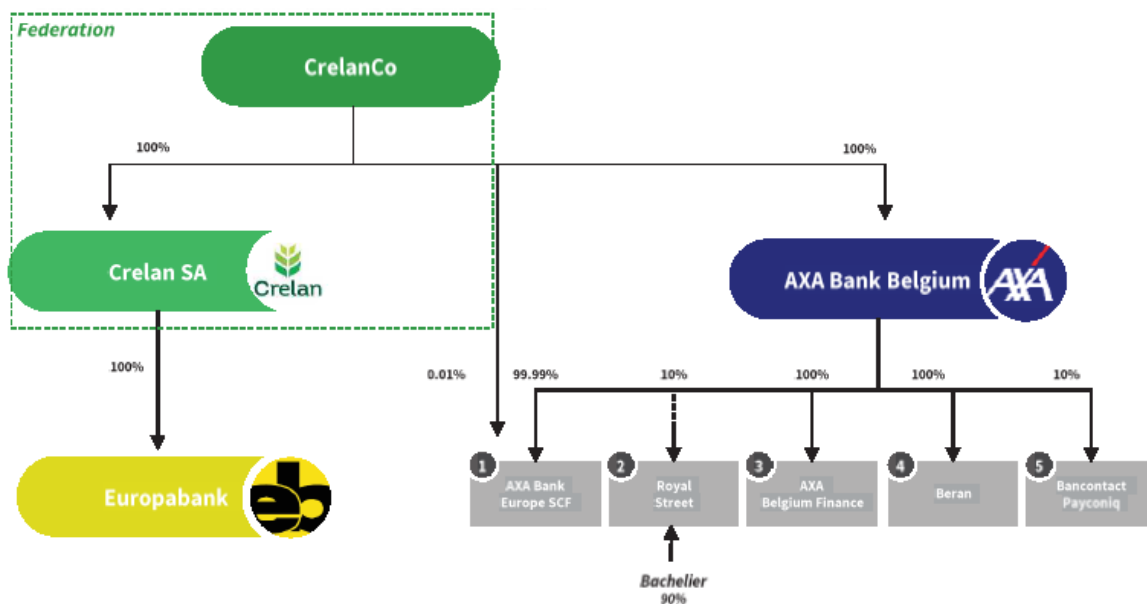 Federation
CrelanCo
100%
100%
Crelan SA
Crelan
AXA Bank Belgium
AXA
100%
0.01%
99.99%
10%
100%
100%
10%
Europabank
eb
1
AXA Bank
Europe SCF
2
Royal
Street
3
AXA
Belgium Finance
4
Beran
5
Bancontact
Payconiq
Bachelier
90%